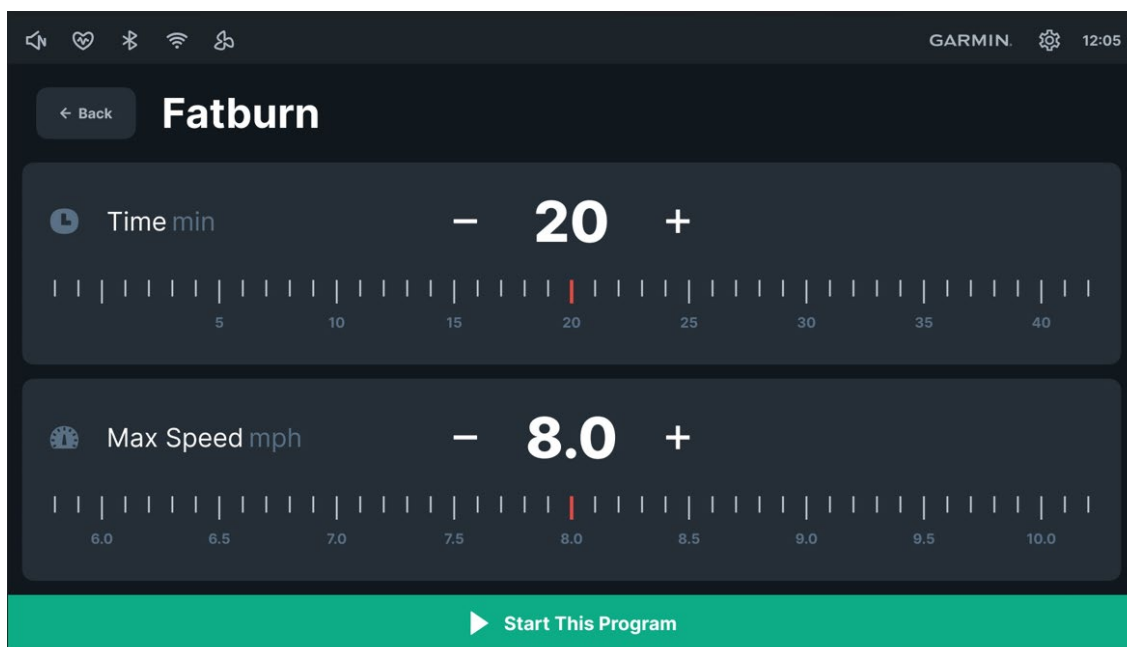 GARMIN. 12:05
← Back Fatburn
Time min − 20 +
5 10 15 20 25 30 35 40
Max Speed mph − 8.0 +
6.0 6.5 7.0 7.5 8.0 8.5 9.0 9.5 10.0
Start This Program